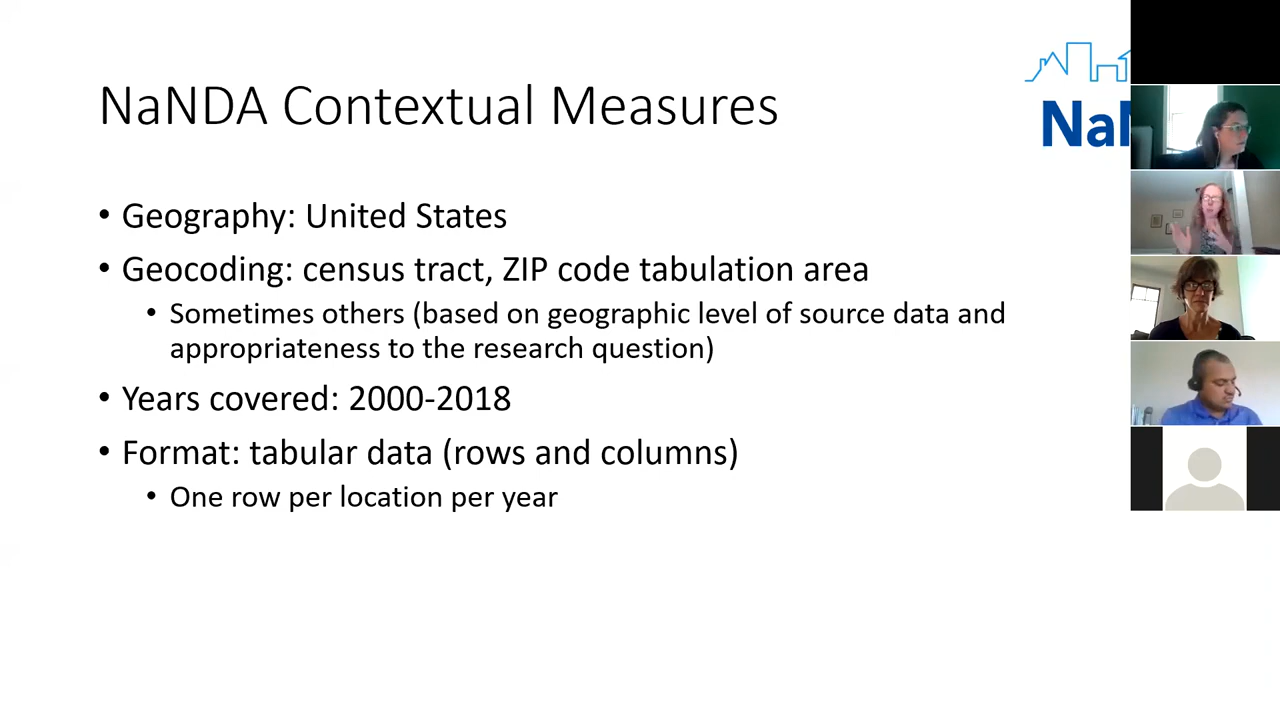 NaNDA Contextual Measures
• Geography: United States
• Geocoding: census tract, ZIP code tabulation area
• Sometimes others (based on geographic level of source data and
appropriateness to the research question)
• Years covered: 2000-2018
• Format: tabular data (rows and columns)
• One row per location per year